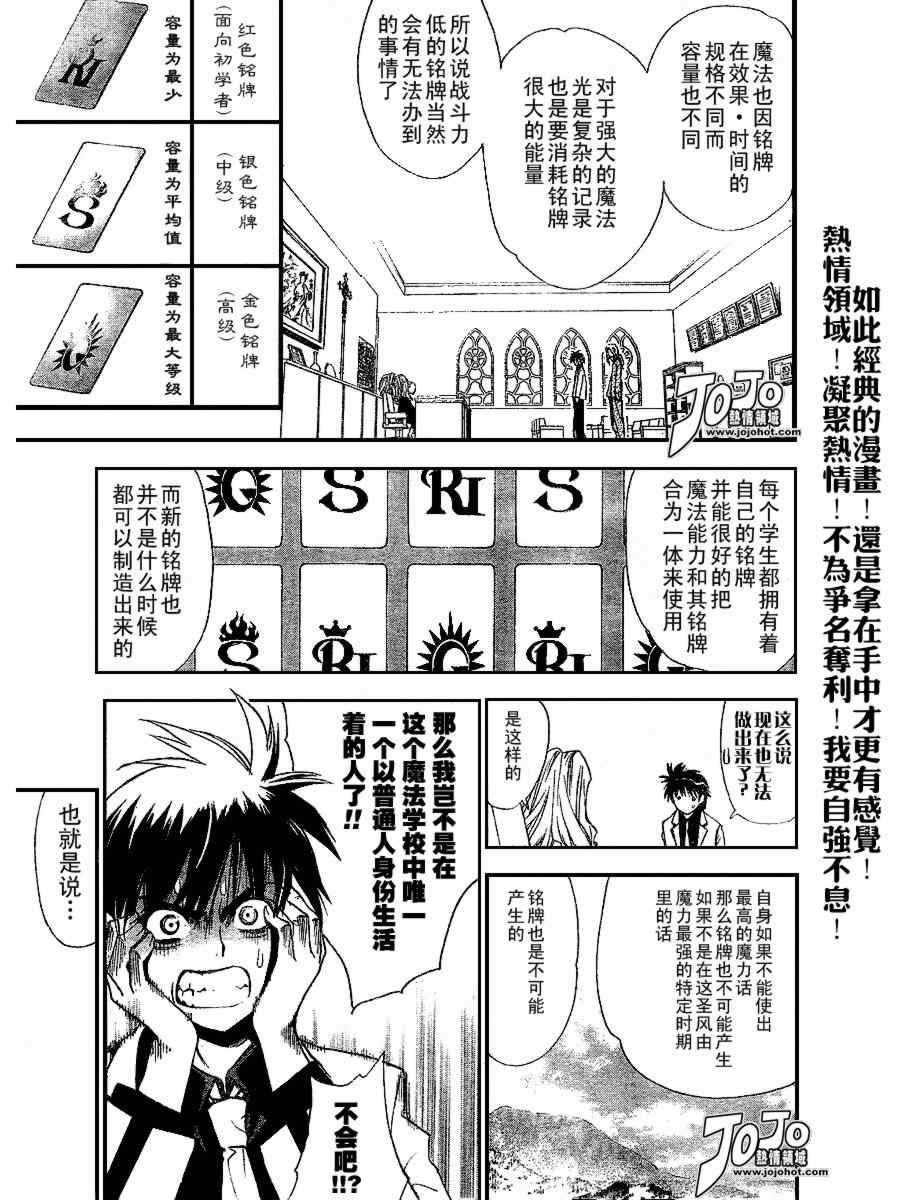 魔法也因铭牌
在效果·时间的
规格不同而
容量也不同
对于强大的魔法
光是复杂的记录
也是要消耗铭牌
很大的能量
所以说战斗力
低的铭牌当然
会有无法办到
的事情了
红色铭牌
(面向初学者)
容量为最少
RI
银色铭牌
(中级)
容量为平均值
S
金色铭牌
(高级)
容量为最大等级
G
JOJO
熱情領域
www.jojohot.com
每个学生都拥有着
自己的铭牌
并能很好的把
魔法能力和其铭牌
合为一体来使用
G
S
RI
S
S
RI
G
RI
G
而新的铭牌也
并不是什么时候
都可以制造出来的
这么说
现在也无法
做出来了?
是这样的
自身如果不能使出
最高的魔力话
那么铭牌也不可能产生
如果不是在这圣风由
魔力最强的特定时期
里的话
铭牌也是不可能
产生的
那么我岂不是在
这个魔法学校中唯一
一个以普通人身份生活
着的人了!!
不会吧!!?
也就是说…
JOJO
熱情領域
www.jojohot.com
如此經典的漫畫!還是拿在手中才更有感覺!
熱情領域!凝聚熱情!不為爭名奪利!我要自強不息!